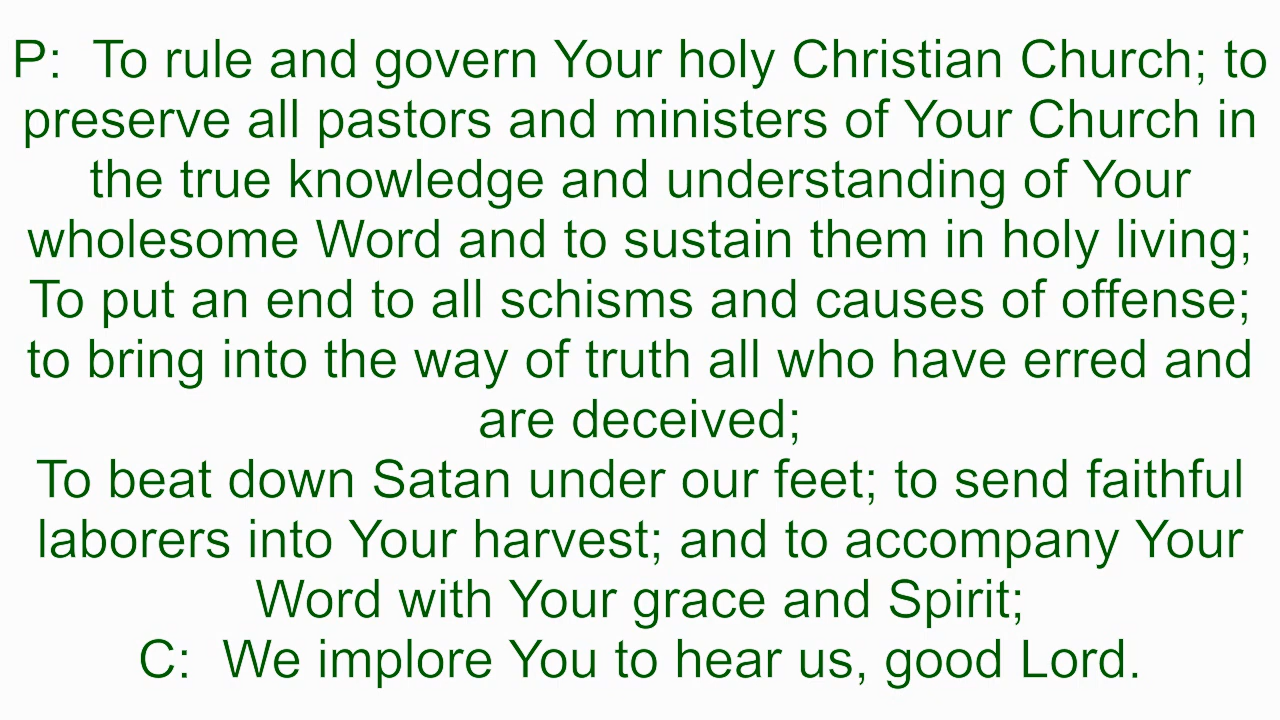 P:  To rule and govern Your holy Christian Church; to
preserve all pastors and ministers of Your Church in
the true knowledge and understanding of Your
wholesome Word and to sustain them in holy living;
To put an end to all schisms and causes of offense;
to bring into the way of truth all who have erred and
are deceived;
To beat down Satan under our feet; to send faithful
laborers into Your harvest; and to accompany Your
Word with Your grace and Spirit;
C:  We implore You to hear us, good Lord.